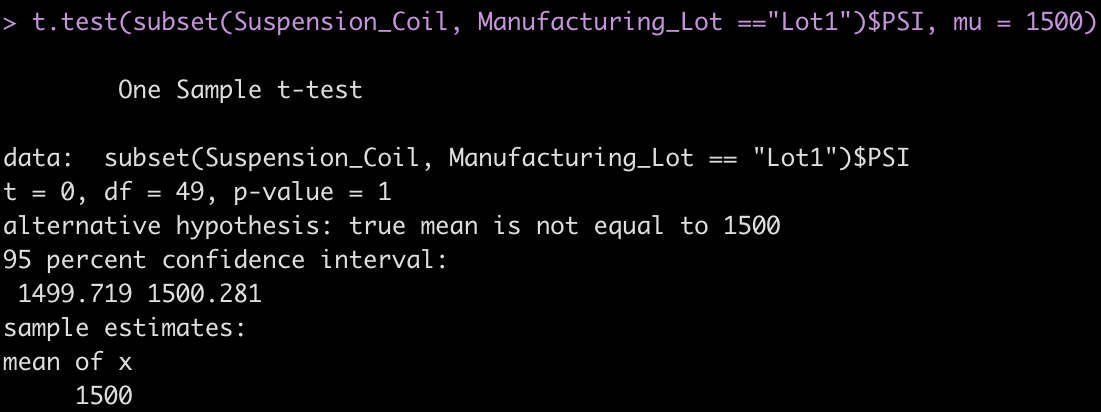 > t.test(subset(Suspension_Coil, Manufacturing_Lot =="Lot1")$PSI, mu = 1500)
One Sample t-test
data:  subset(Suspension_Coil, Manufacturing_Lot == "Lot1")$PSI
t = 0, df = 49, p-value = 1
alternative hypothesis: true mean is not equal to 1500
95 percent confidence interval:
1499.719 1500.281
sample estimates:
mean of x
1500